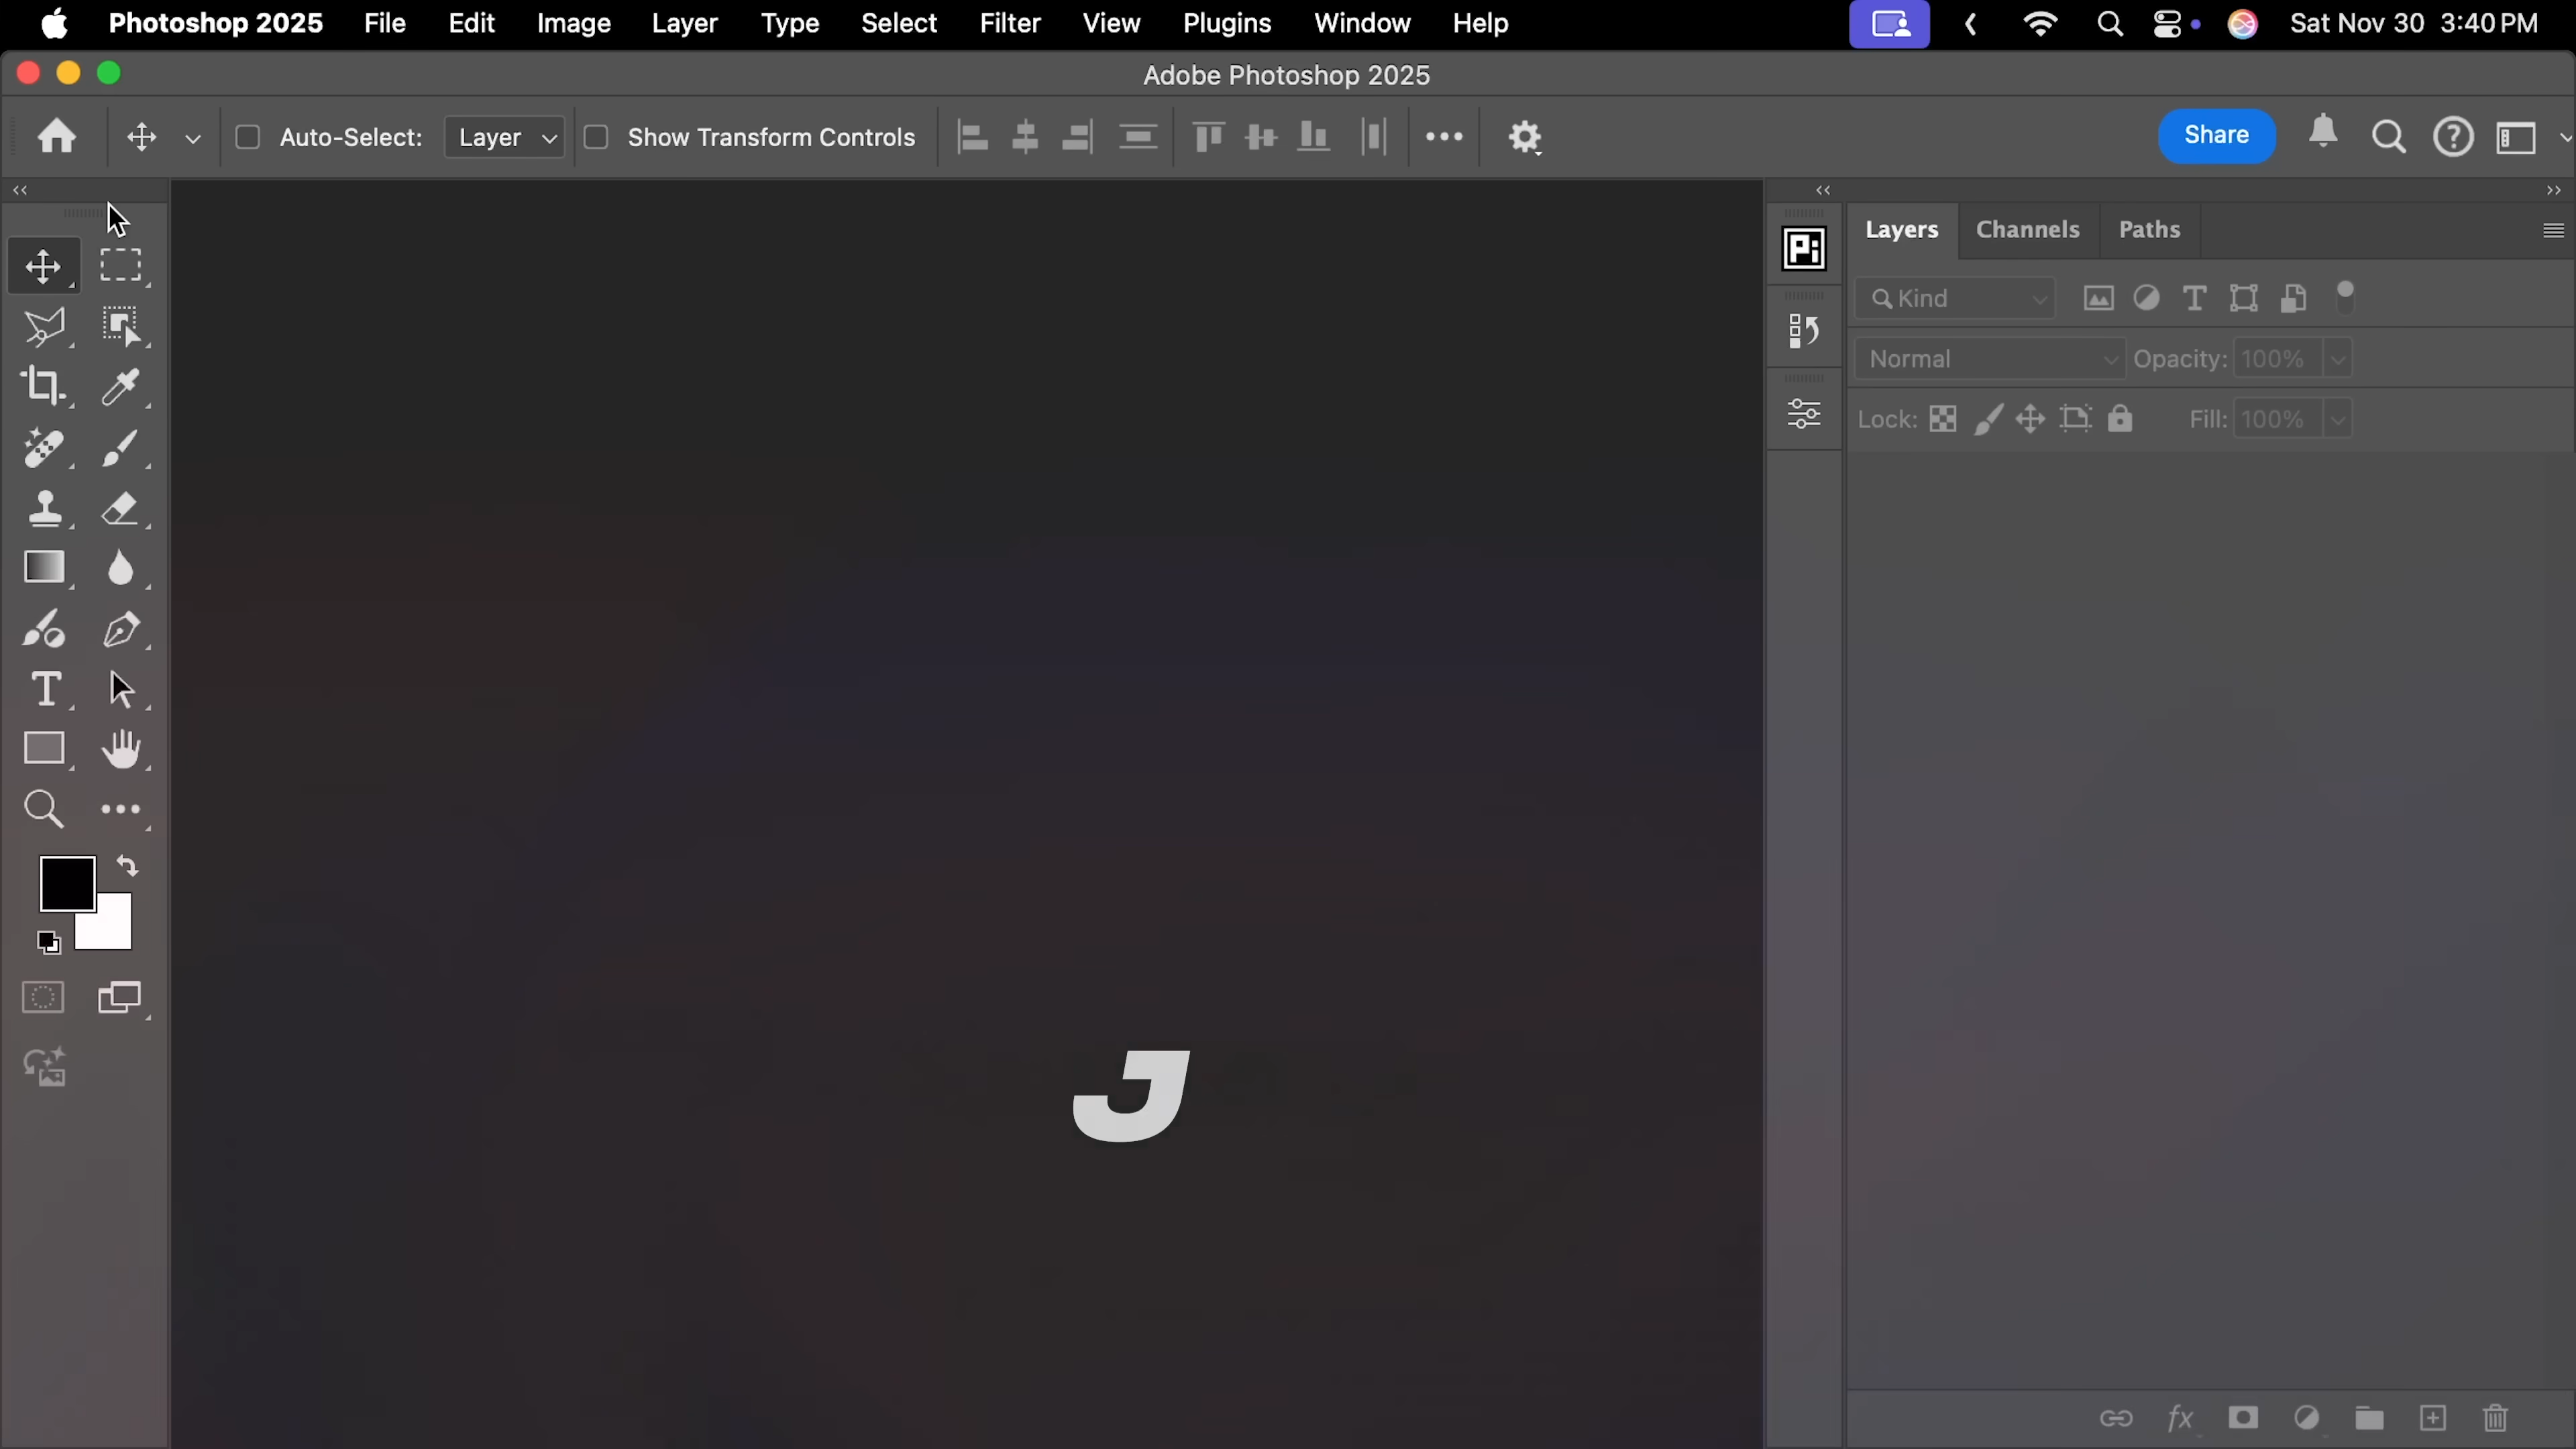 Photoshop 2025 File Edit Image Layer Type Select Filter View Plugins Window Help Sat Nov 30 3:40 PM
Adobe Photoshop 2025
Auto-Select: Layer Show Transform Controls Share
Layers Channels Paths
Kind
Normal Opacity: 100%
Lock: Fill: 100%
J
fx